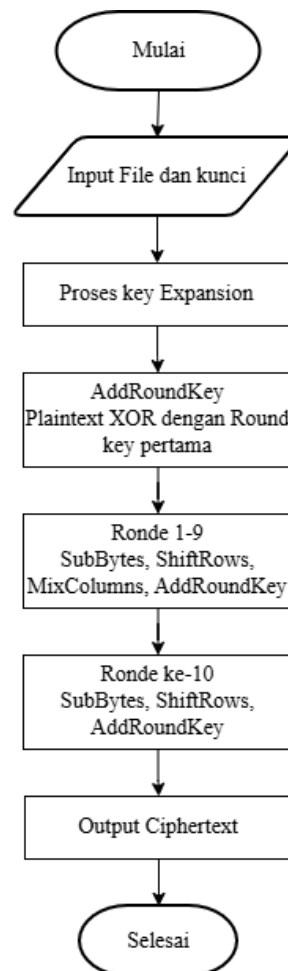 Mulai
Input File dan kunci
Proses key Expansion
AddRoundKey
Plaintext XOR dengan Round
key pertama
Ronde 1-9
SubBytes, ShiftRows,
MixColumns, AddRoundKey
Ronde ke-10
SubBytes, ShiftRows,
AddRoundKey
Output Ciphertext
Selesai